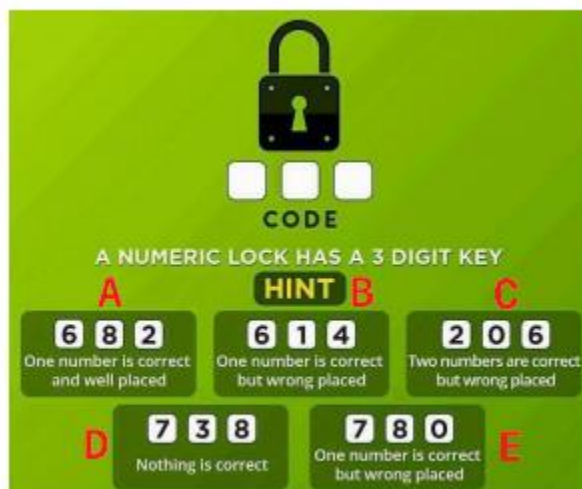 CODE
A NUMERIC LOCK HAS A 3 DIGIT KEY
HINT
A
6 8 2
One number is correct
and well placed
B
6 1 4
One number is correct
but wrong placed
C
2 0 6
Two numbers are correct
but wrong placed
D
7 3 8
Nothing is correct
E
7 8 0
One number is correct
but wrong placed